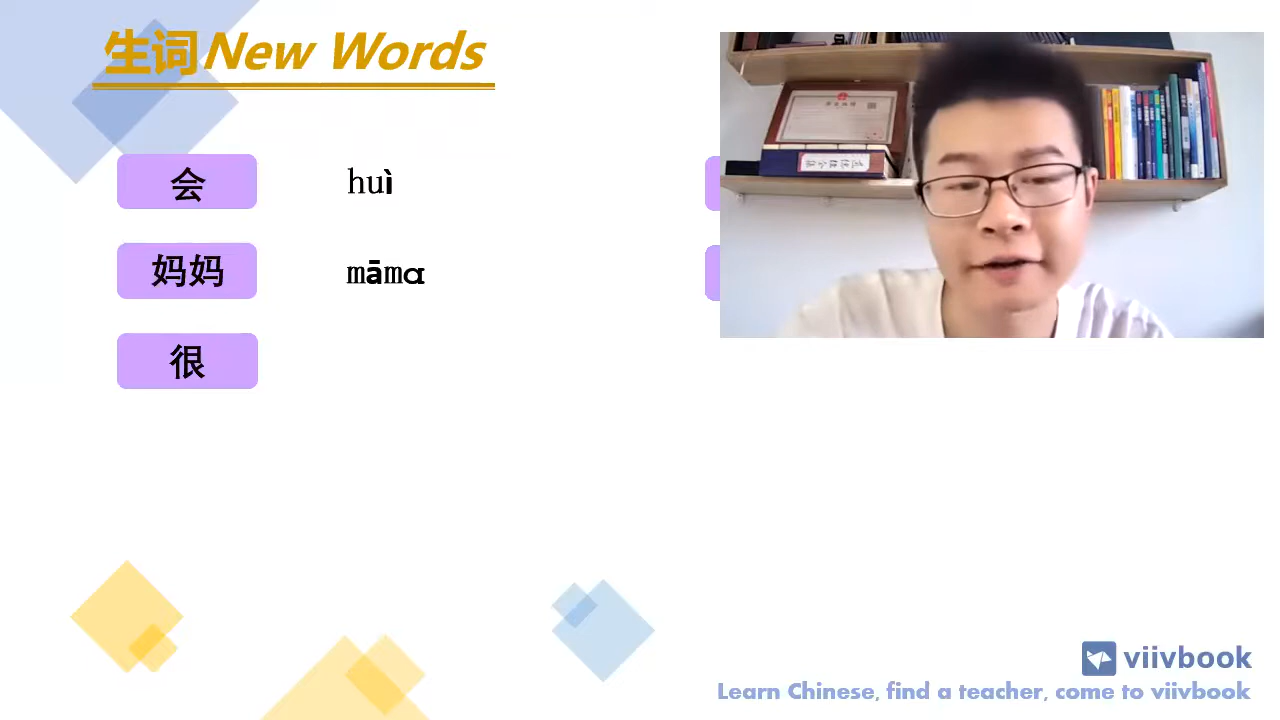 生词New Words
会 huì
妈妈 māma
很
viivbook
Learn Chinese, find a teacher, come to viivbook